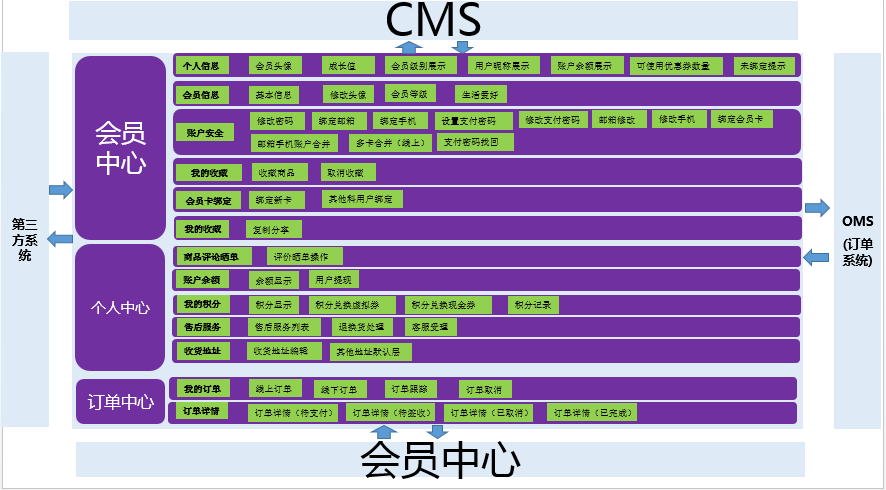 CMS
第三
方系
统
会员
中心
个人信息 会员头像 成长值 会员级别展示 用户昵称展示 账户余额展示 可使用优惠券数量 未绑定提示
会员信息 基本信息 修改头像 会员等级 生活爱好
账户安全 修改密码 绑定邮箱 绑定手机 设置支付密码 修改支付密码 邮箱修改 修改手机 绑定会员卡
邮箱手机账户合并 多卡合并（线上） 支付密码找回
我的收藏 收藏商品 取消收藏
会员卡绑定 绑定新卡 其他科用户绑定
我的收藏 复制分享
个人中心
商品评论晒单 评价晒单操作
账户余额 余额显示 用户提现
我的积分 积分显示 积分兑换虚拟券 积分兑换现金券 积分记录
售后服务 售后服务列表 退换货处理 客服受理
收货地址 收货地址编辑 其他地址默认层
订单中心
我的订单 线上订单 线下订单 订单跟踪 订单取消
订单详情 订单详情（待支付） 订单详情（待签收） 订单详情（已取消） 订单详情（已完成）
OMS
(订单
系统)
会员中心